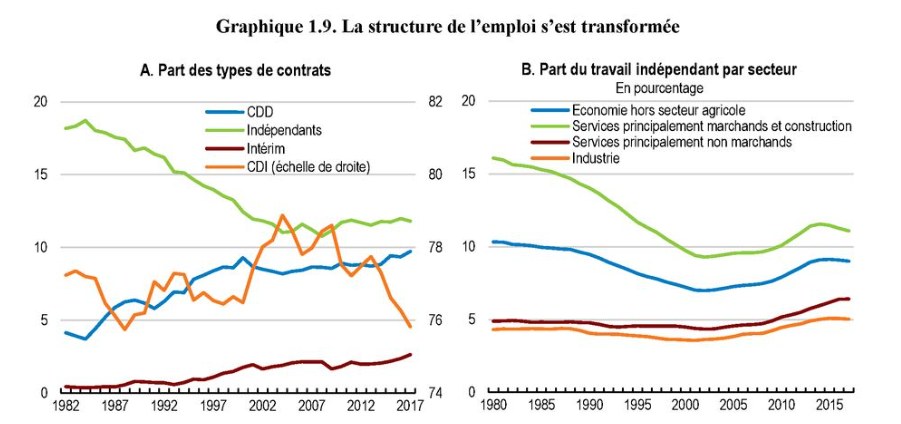 Graphique 1.9. La structure de l'emploi s'est transformée
A. Part des types de contrats
20
15
10
5
0
82
80
78
76
74
CDD
Indépendants
Intérim
CDI (échelle de droite)
1982 1987 1992 1997 2002 2007 2012 2017
B. Part du travail indépendant par secteur
En pourcentage
20
15
10
5
0
Economie hors secteur agricole
Services principalement marchands et construction
Services principalement non marchands
Industrie
1980 1985 1990 1995 2000 2005 2010 2015